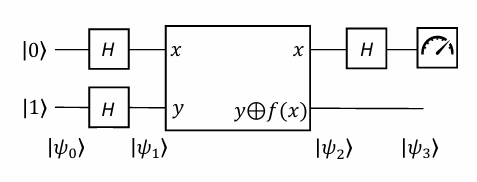 |0⟩ H x x H
|1⟩ H y y⊕f(x)
|ψ₀⟩ |ψ₁⟩ |ψ₂⟩ |ψ₃⟩